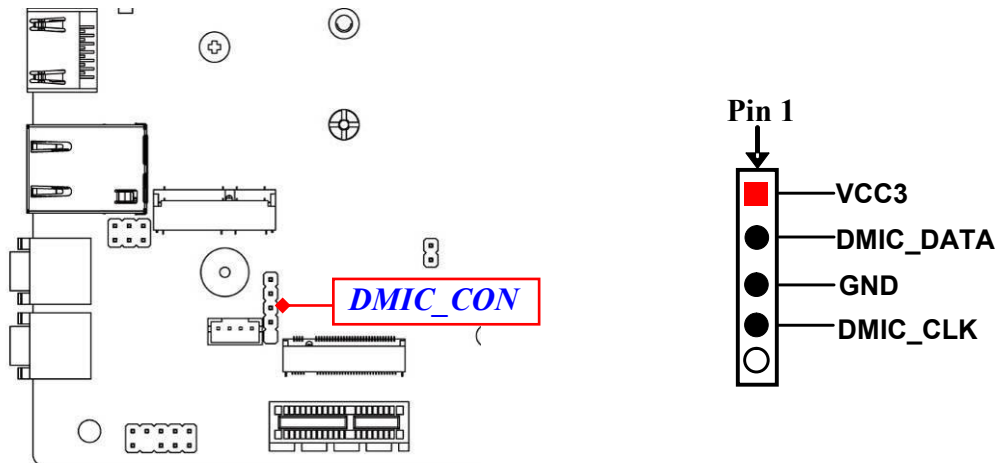 Pin 1
VCC3
DMIC_DATA
GND
DMIC_CLK
DMIC_CON